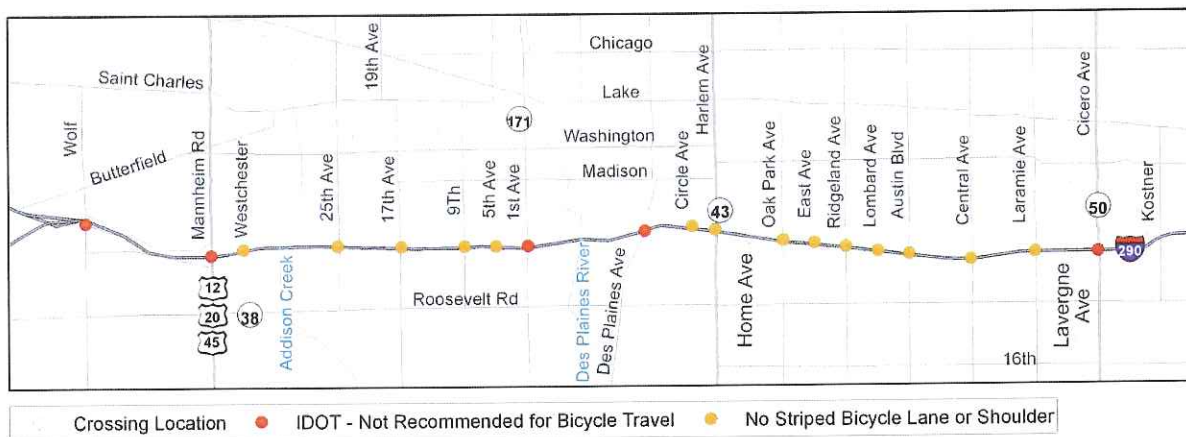 Chicago
Saint Charles
19th Ave
Lake
171
Harlem Ave
Cicero Ave
Wolf
Butterfield
Mannheim Rd
Westchester
25th Ave
17th Ave
9Th
5th Ave
1st Ave
Washington
Madison
Circle Ave
43
Oak Park Ave
East Ave
Ridgeland Ave
Lombard Ave
Austin Blvd
Central Ave
Laramie Ave
50
Kostner
290
12
20
45
38
Addison Creek
Roosevelt Rd
Des Plaines River
Des Plaines Ave
Home Ave
Lavergne
Ave
16th
Crossing Location
IDOT - Not Recommended for Bicycle Travel
No Striped Bicycle Lane or Shoulder